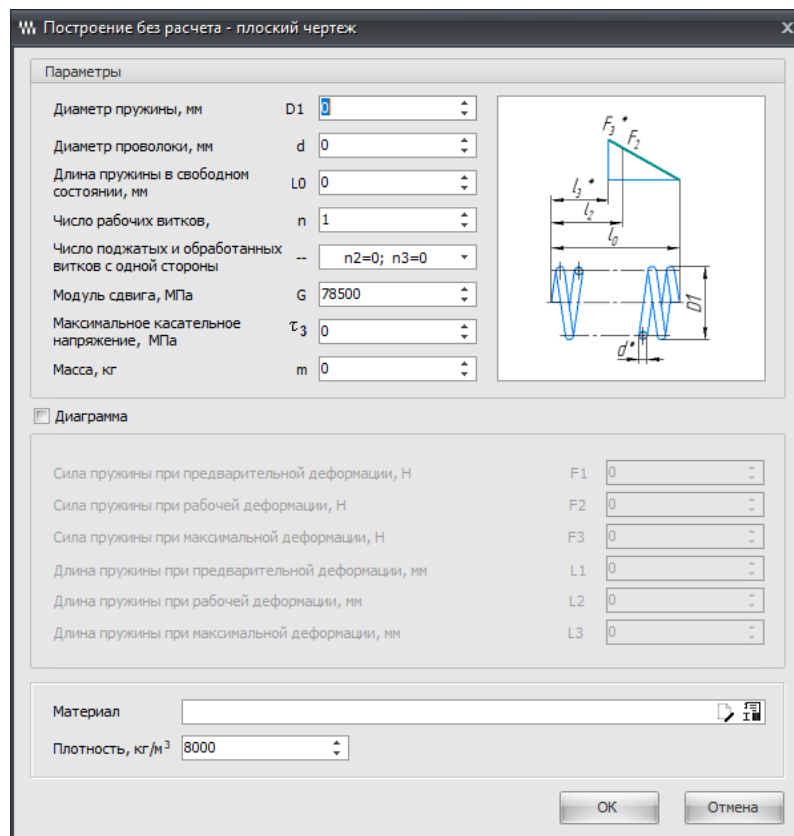 Построение без расчета - плоский чертеж
Параметры
Диаметр пружины, мм D1 0
Диаметр проволоки, мм d 0
Длина пружины в свободном
состоянии, мм L0 0
Число рабочих витков, n 1
Число поджатых и обработанных
витков с одной стороны -- n2=0; n3=0
Модуль сдвига, МПа G 78500
Максимальное касательное
напряжение, МПа τ3 0
Масса, кг m 0
F3 * F2
l3 *
l2
l0
D1
d*
Диаграмма
Сила пружины при предварительной деформации, Н F1 0
Сила пружины при рабочей деформации, Н F2 0
Сила пружины при максимальной деформации, Н F3 0
Длина пружины при предварительной деформации, мм L1 0
Длина пружины при рабочей деформации, мм L2 0
Длина пружины при максимальной деформации, мм L3 0
Материал
Плотность, кг/м3 8000
OK Отмена